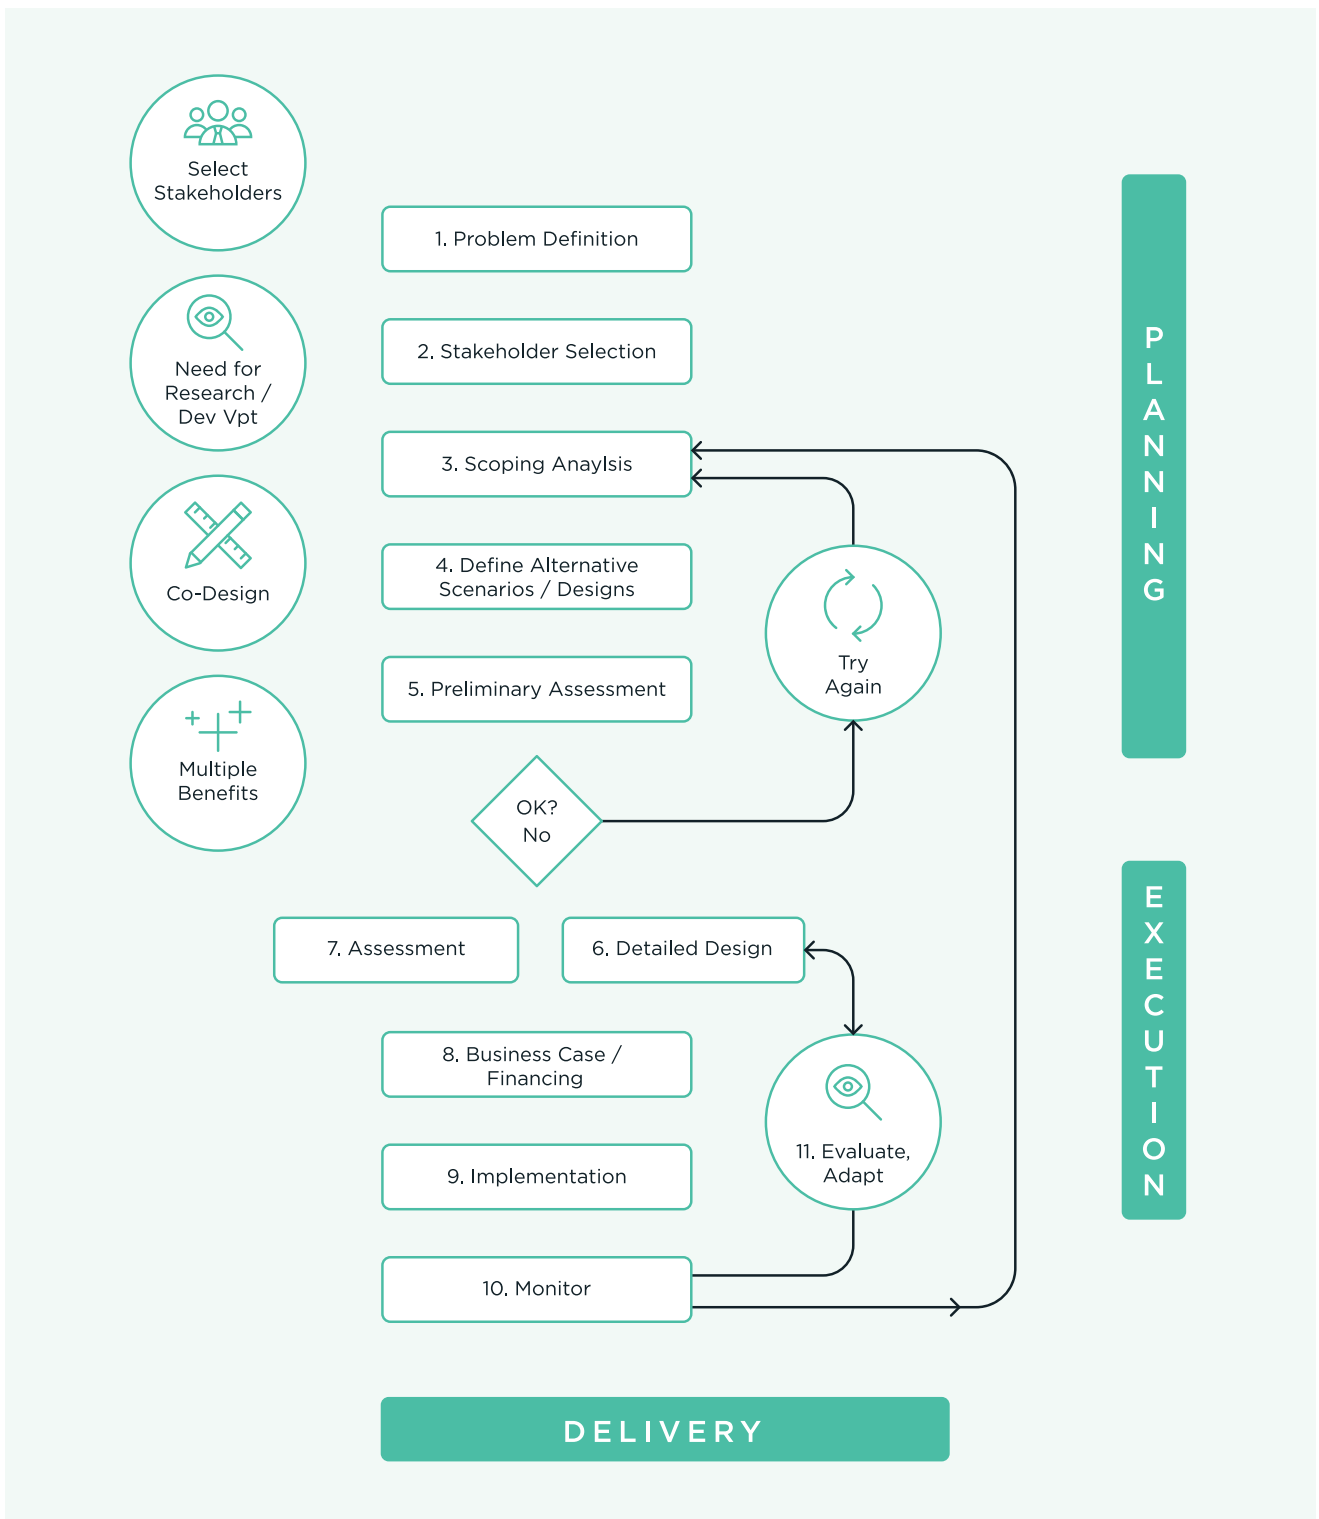 Select
Stakeholders
Need for
Research /
Dev Vpt
Co-Design
Multiple
Benefits
1. Problem Definition
2. Stakeholder Selection
3. Scoping Anaylsis
4. Define Alternative
Scenarios / Designs
5. Preliminary Assessment
Try
Again
OK?
No
7. Assessment
6. Detailed Design
8. Business Case /
Financing
9. Implementation
11. Evaluate,
Adapt
10. Monitor
PLANNING
EXECUTION
DELIVERY